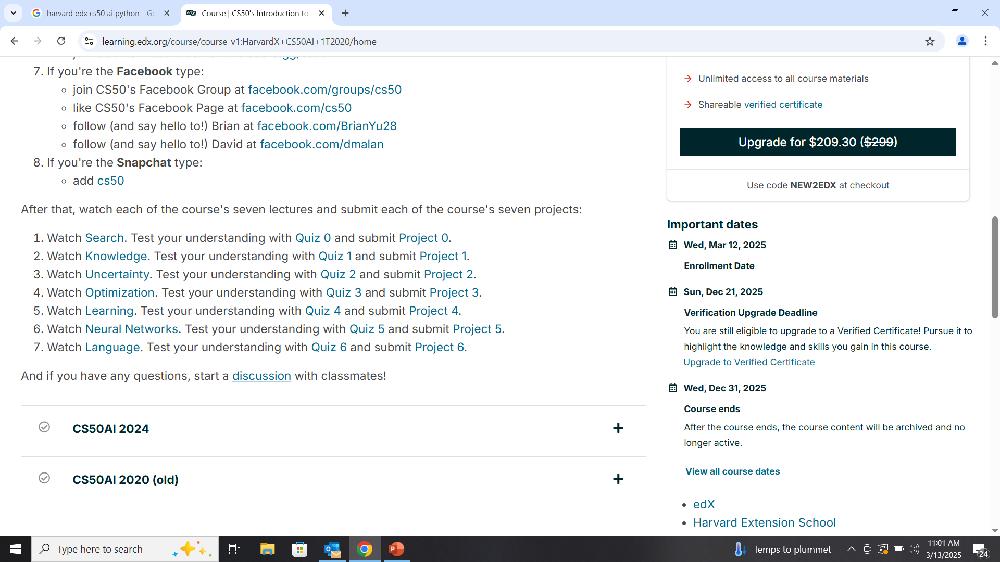 harvard edx cs50 ai python - Go
Course | CS50's Introduction to
learning.edx.org/course/course-v1:HarvardX+CS50AI+1T2020/home
join CS50's Discord server at discord.gg/cs50
7. If you're the Facebook type:
join CS50's Facebook Group at facebook.com/groups/cs50
like CS50's Facebook Page at facebook.com/cs50
follow (and say hello to!) Brian at facebook.com/BrianYu28
follow (and say hello to!) David at facebook.com/dmalan
8. If you're the Snapchat type:
add cs50
After that, watch each of the course's seven lectures and submit each of the course's seven projects:
1. Watch Search. Test your understanding with Quiz 0 and submit Project 0.
2. Watch Knowledge. Test your understanding with Quiz 1 and submit Project 1.
3. Watch Uncertainty. Test your understanding with Quiz 2 and submit Project 2.
4. Watch Optimization. Test your understanding with Quiz 3 and submit Project 3.
5. Watch Learning. Test your understanding with Quiz 4 and submit Project 4.
6. Watch Neural Networks. Test your understanding with Quiz 5 and submit Project 5.
7. Watch Language. Test your understanding with Quiz 6 and submit Project 6.
And if you have any questions, start a discussion with classmates!
CS50AI 2024
CS50AI 2020 (old)
Unlimited access to all course materials
Shareable verified certificate
Upgrade for $209.30 ($299)
Use code NEW2EDX at checkout
Important dates
Wed, Mar 12, 2025
Enrollment Date
Sun, Dec 21, 2025
Verification Upgrade Deadline
You are still eligible to upgrade to a Verified Certificate! Pursue it to
highlight the knowledge and skills you gain in this course.
Upgrade to Verified Certificate
Wed, Dec 31, 2025
Course ends
After the course ends, the course content will be archived and no
longer active.
View all course dates
edX
Harvard Extension School
Type here to search
Temps to plummet
11:01 AM
3/13/2025
24